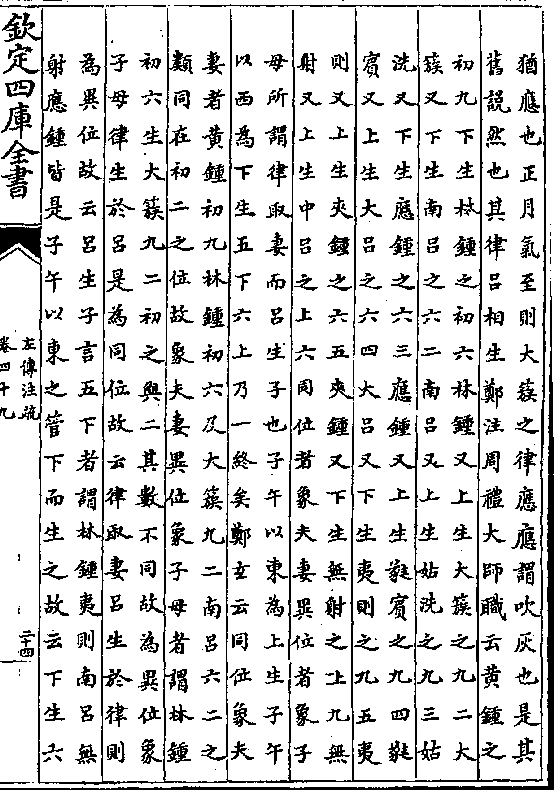 猶應也正月氣至則大蔟之律應應謂吹灰也是其
舊說然也其律呂相生鄭注周禮大師職云黃鍾之
初九下生林鍾之初六林鍾又上生大蔟之九二大
蔟又下生南呂之六二南呂又上生姑洗之九三姑
洗又下生應鍾之六三應鍾又上生蕤賓之九四蕤
賓又上生大呂之六四大呂又下生夷則之九五夷
則又上生夾鍾之六五夾鍾又下生無射之上九無
射又上生中呂之上六同位者象夫妻異位者象子
母所謂律取妻而呂生子也子午以東為上生子午
以西為下生五下六上乃一終矣鄭玄云同位象夫
妻者黃鍾初九林鍾初六及大蔟九二南呂六二之
類同在初二之位故象夫妻異位象子母者謂林鍾
初六生大蔟九二初之與二其數不同故為異位象
子母律生於呂是為同位故云律取妻呂生於律則
為異位故云呂生子言五下者謂林鍾夷則南呂無
射應鍾皆是子午以東之管下而生之故云下生六
欽定四庫全書
左傳注疏
卷四十九
二十四